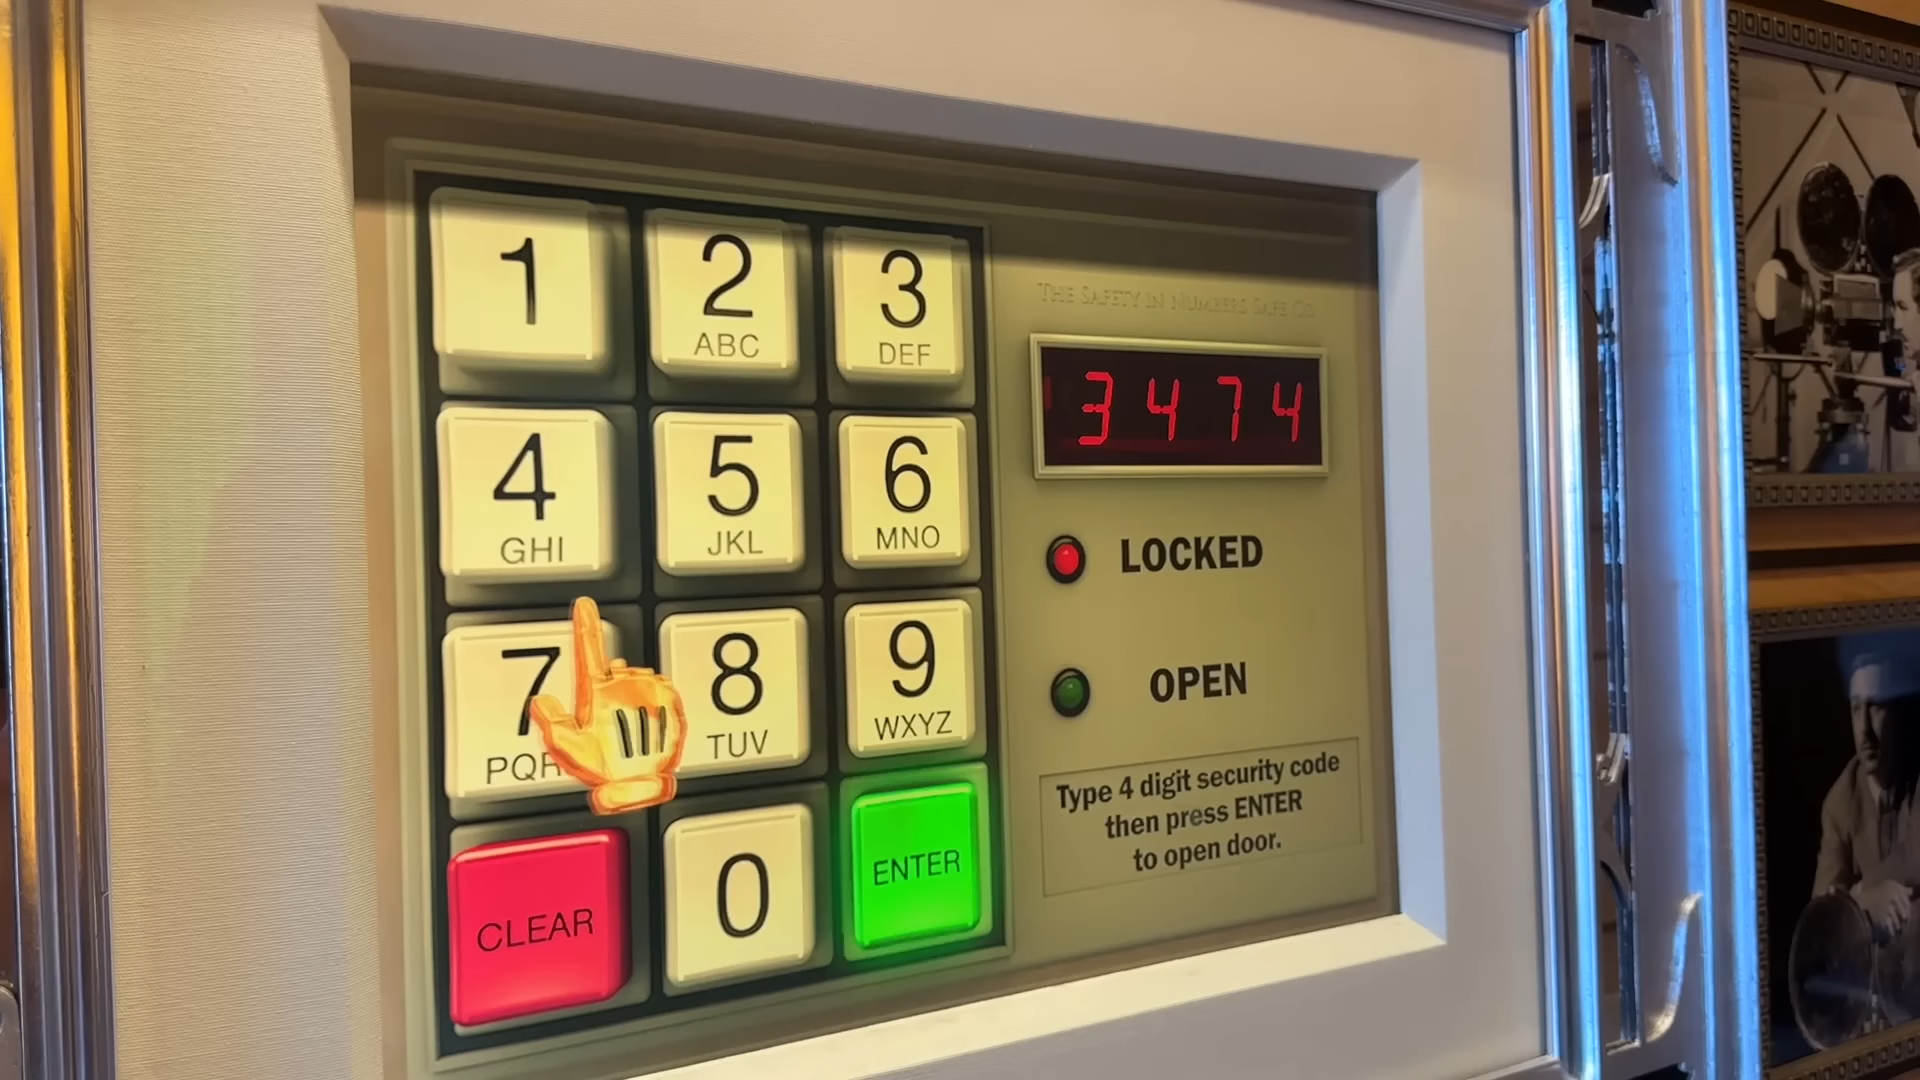 1
2
ABC
3
DEF
4
GHI
5
JKL
6
MNO
7
PQR
8
TUV
9
WXYZ
CLEAR
0
ENTER
THE SAFETY IN NUMBERS SAFE CO.
3474
LOCKED
OPEN
Type 4 digit security code
then press ENTER
to open door.